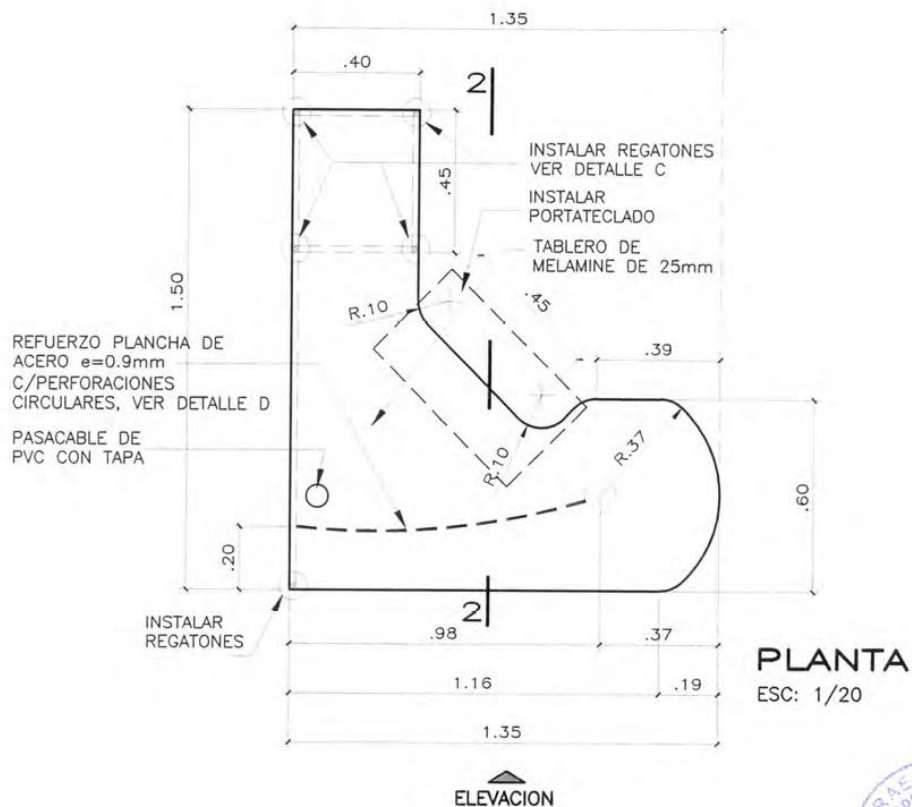 1.35
.40
2
INSTALAR REGATONES
VER DETALLE C
.45
INSTALAR
PORTATECLADO
TABLERO DE
MELAMINE DE 25mm
1.50
R.10
.45
.39
REFUERZO PLANCHA DE
ACERO e=0.9mm
C/PERFORACIONES
CIRCULARES, VER DETALLE D
PASACABLE DE
PVC CON TAPA
R.10
R.37
.60
.20
INSTALAR
REGATONES
2
.98
.37
PLANTA
ESC: 1/20
1.16
.19
1.35
ELEVACION